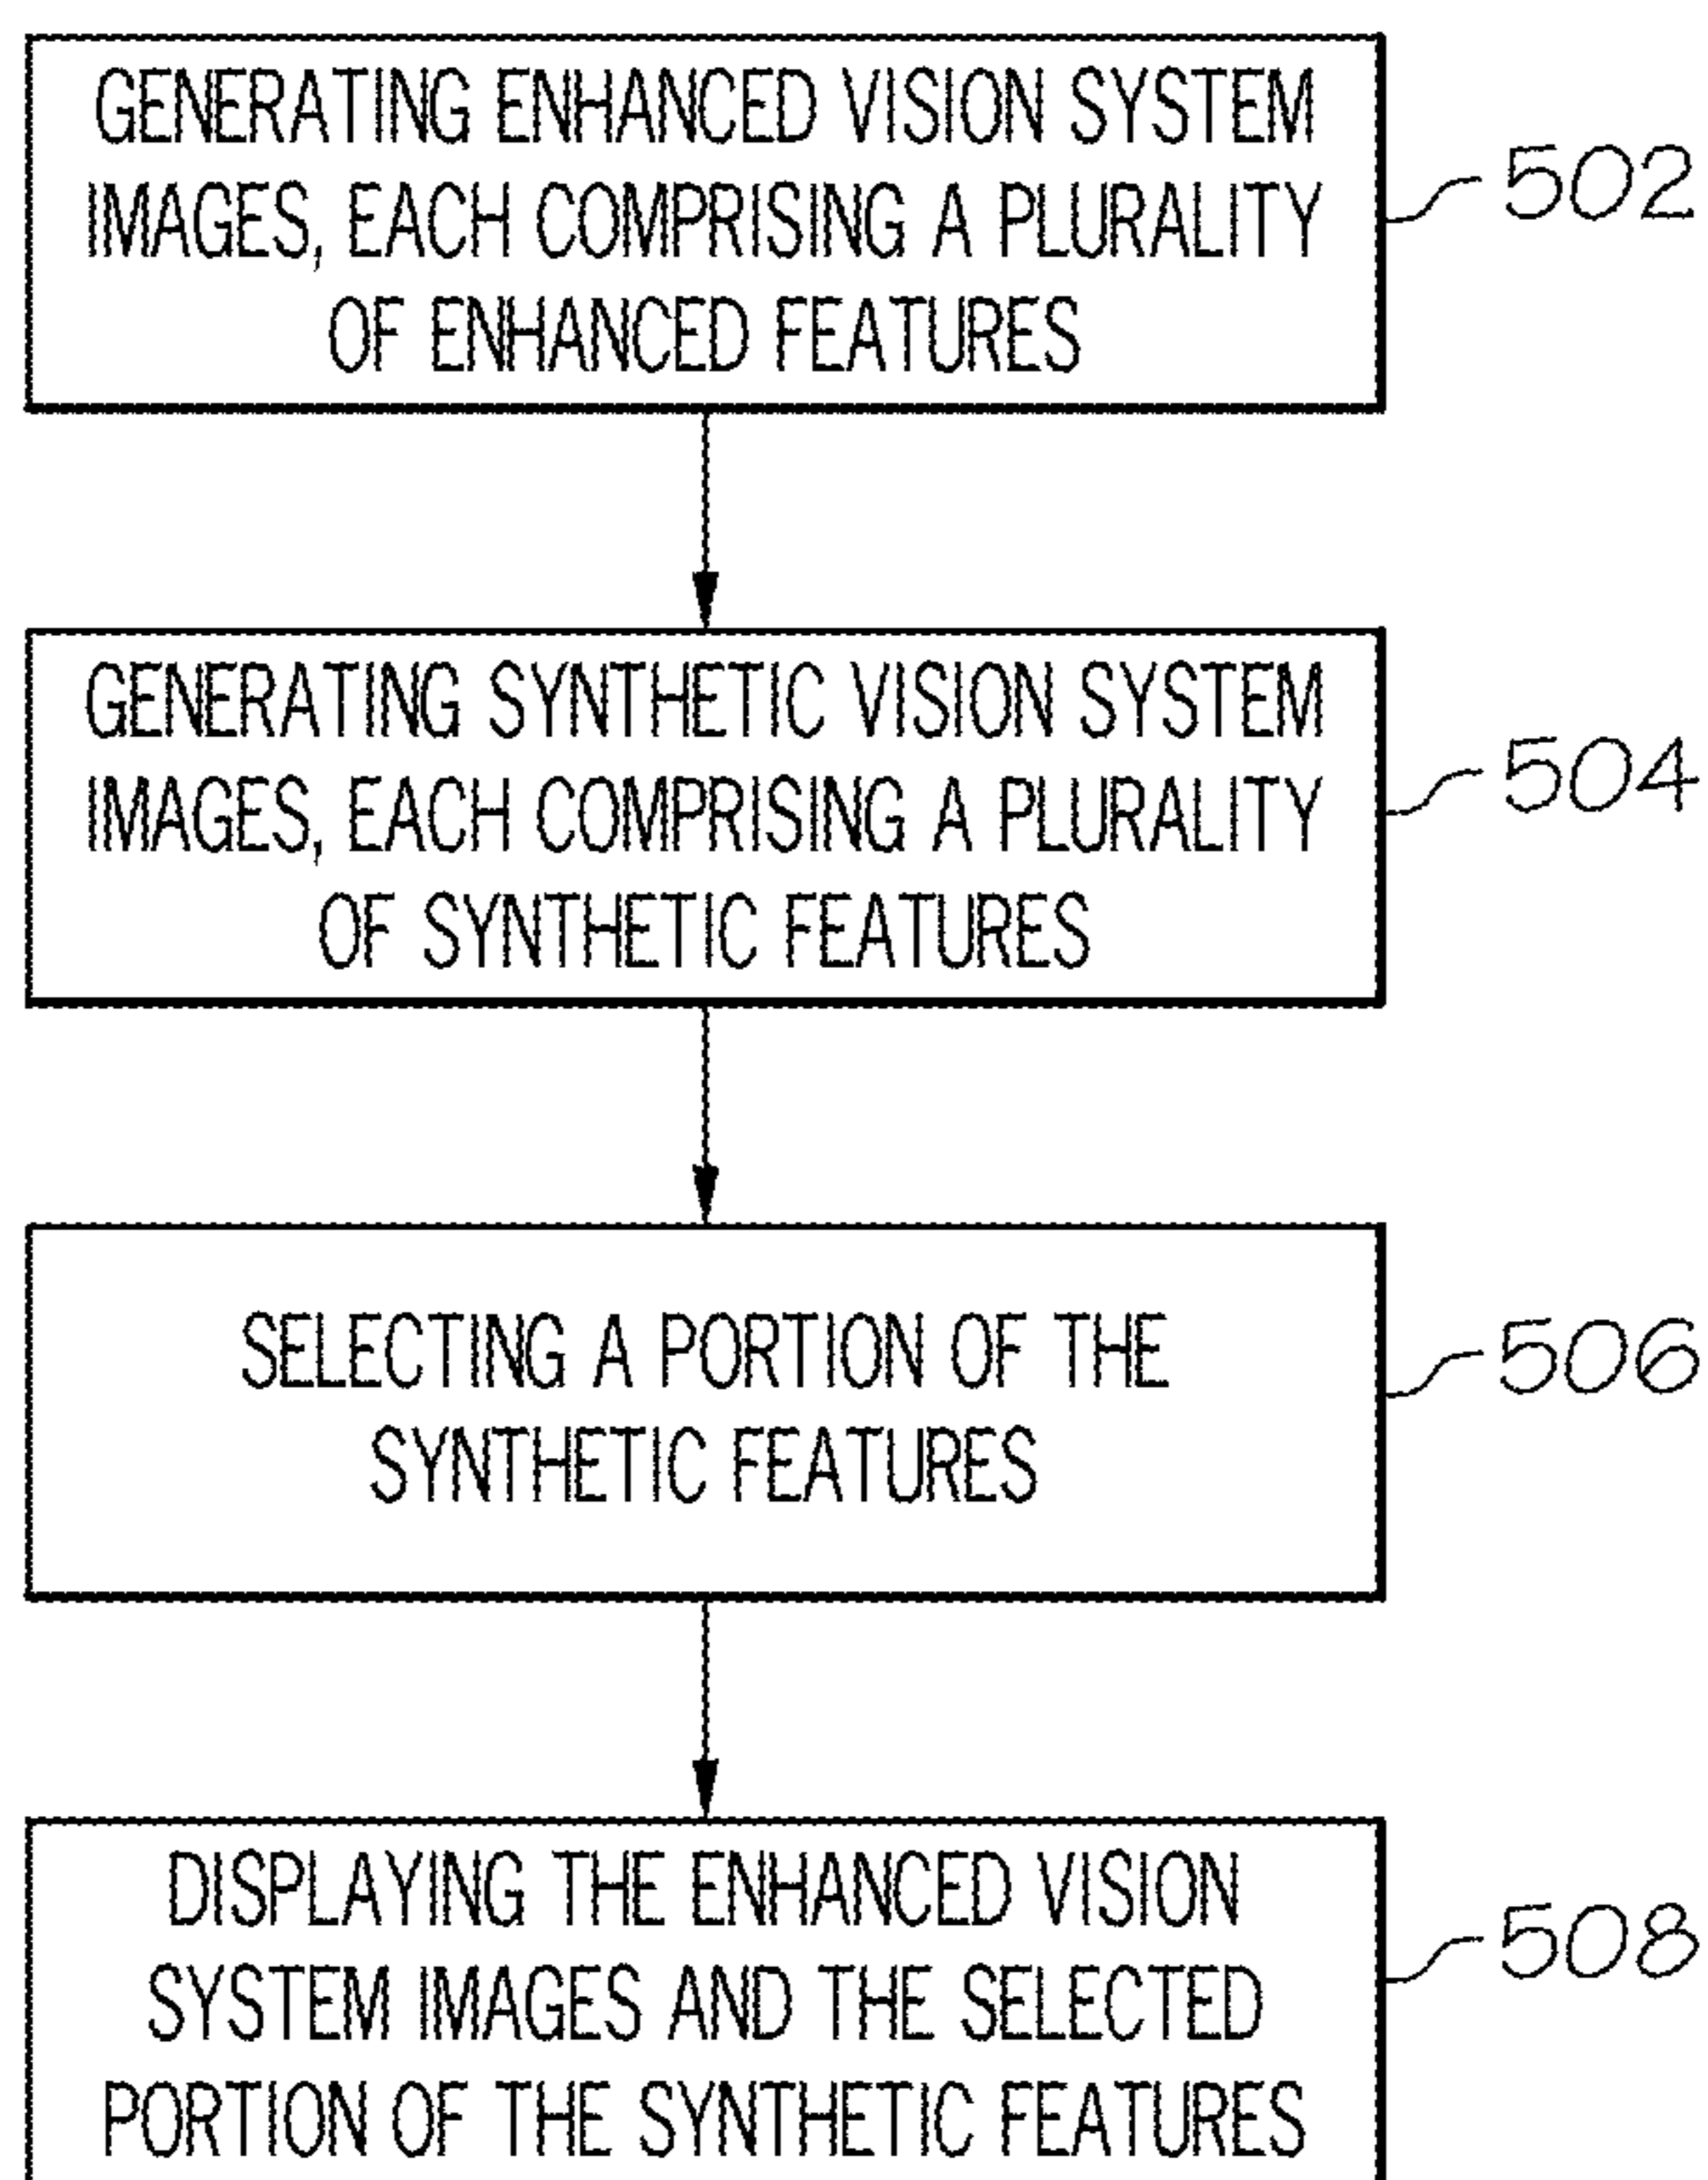 GENERATING ENHANCED VISION SYSTEM
IMAGES, EACH COMPRISING A PLURALITY
OF ENHANCED FEATURES
502
GENERATING SYNTHETIC VISION SYSTEM
IMAGES, EACH COMPRISING A PLURALITY
OF SYNTHETIC FEATURES
504
SELECTING A PORTION OF THE
SYNTHETIC FEATURES
506
DISPLAYING THE ENHANCED VISION
SYSTEM IMAGES AND THE SELECTED
PORTION OF THE SYNTHETIC FEATURES
508